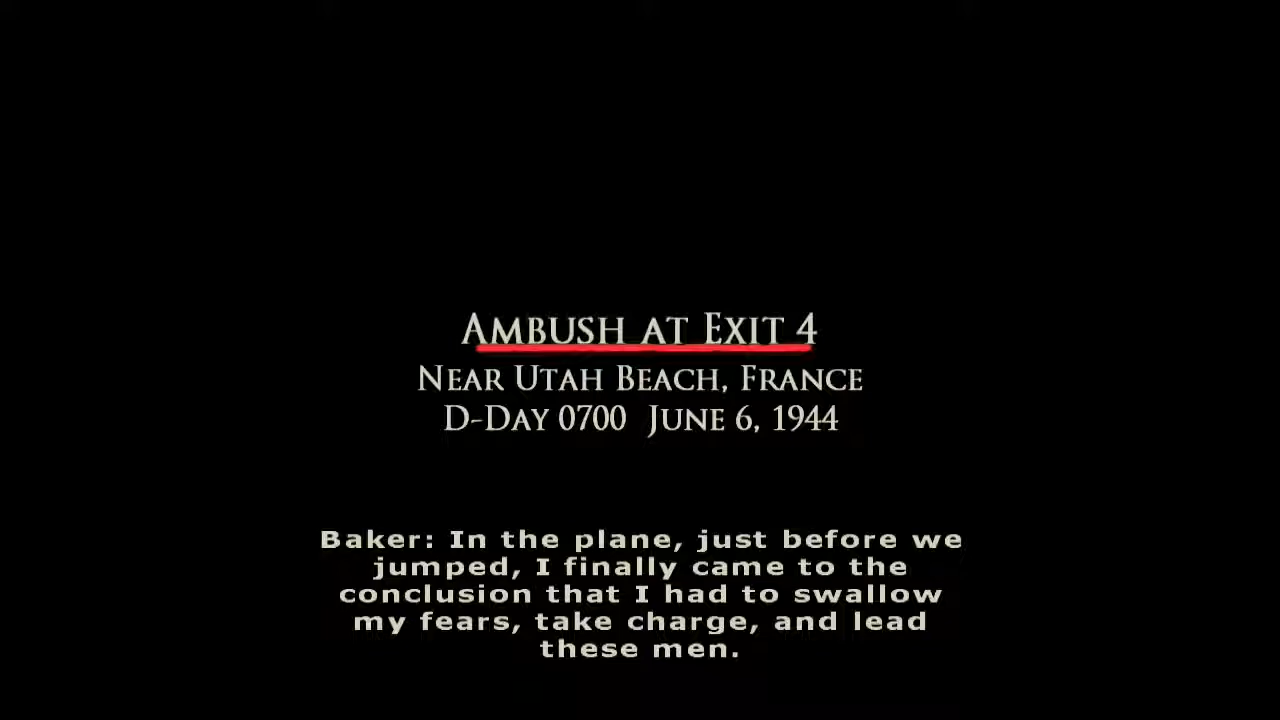 Ambush at Exit 4
Near Utah Beach, France
D-Day 0700 June 6, 1944
Baker: In the plane, just before we
jumped, I finally came to the
conclusion that I had to swallow
my fears, take charge, and lead
these men.